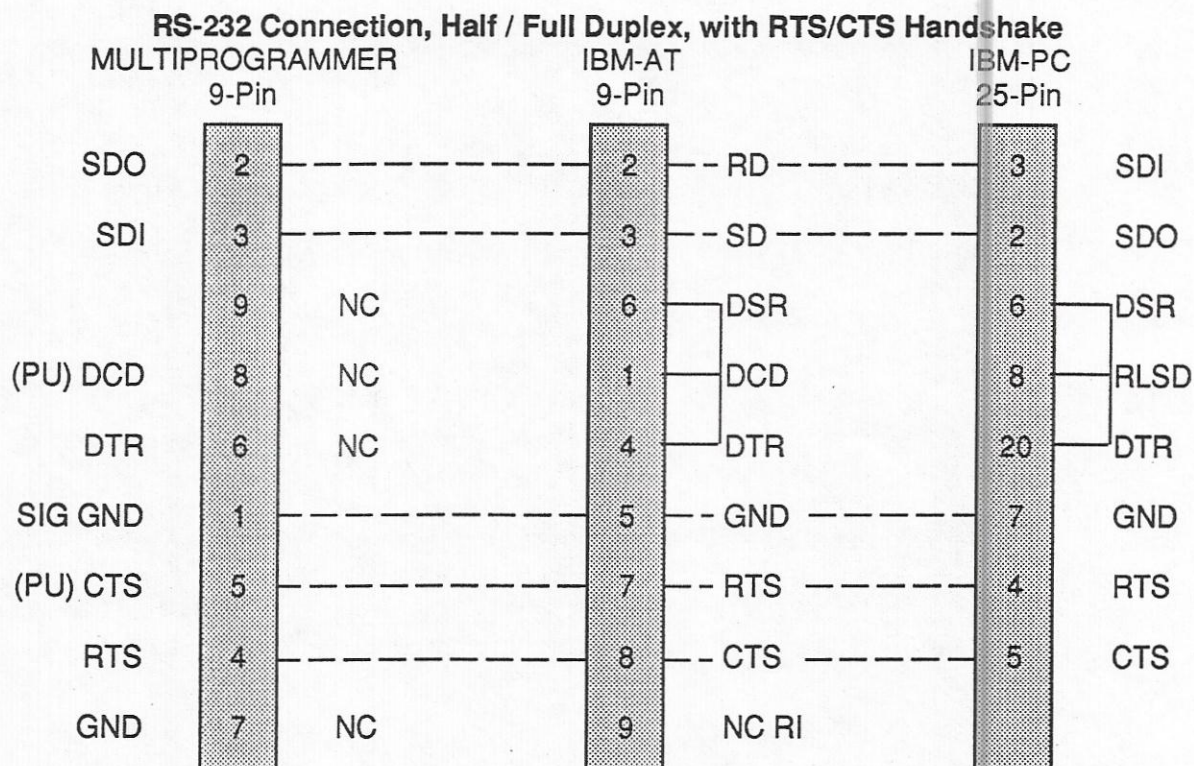 RS-232 Connection, Half / Full Duplex, with RTS/CTS Handshake
MULTIPROGRAMMER IBM-AT IBM-PC
9-Pin 9-Pin 25-Pin
SDO 2 2 RD 3 SDI
SDI 3 3 SD 2 SDO
9 NC 6 DSR 6 DSR
(PU) DCD 8 NC 1 DCD 8 RLSD
DTR 6 NC 4 DTR 20 DTR
SIG GND 1 5 GND 7 GND
(PU) CTS 5 7 RTS 4 RTS
RTS 4 8 CTS 5 CTS
GND 7 NC 9 NC RI